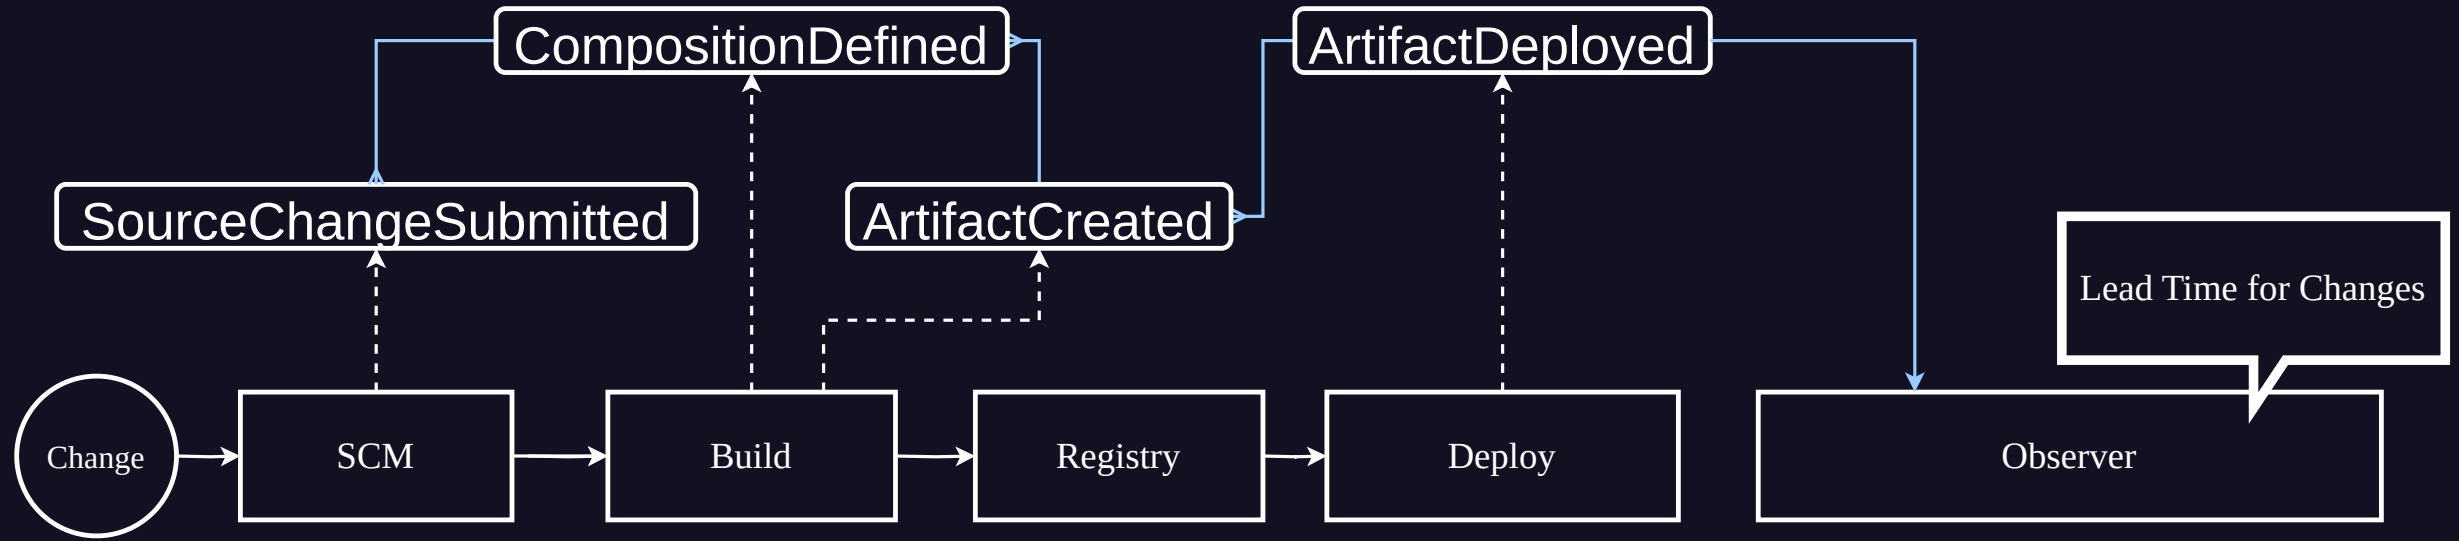 CompositionDefined
ArtifactDeployed
SourceChangeSubmitted
ArtifactCreated
Lead Time for Changes
Change
SCM
Build
Registry
Deploy
Observer